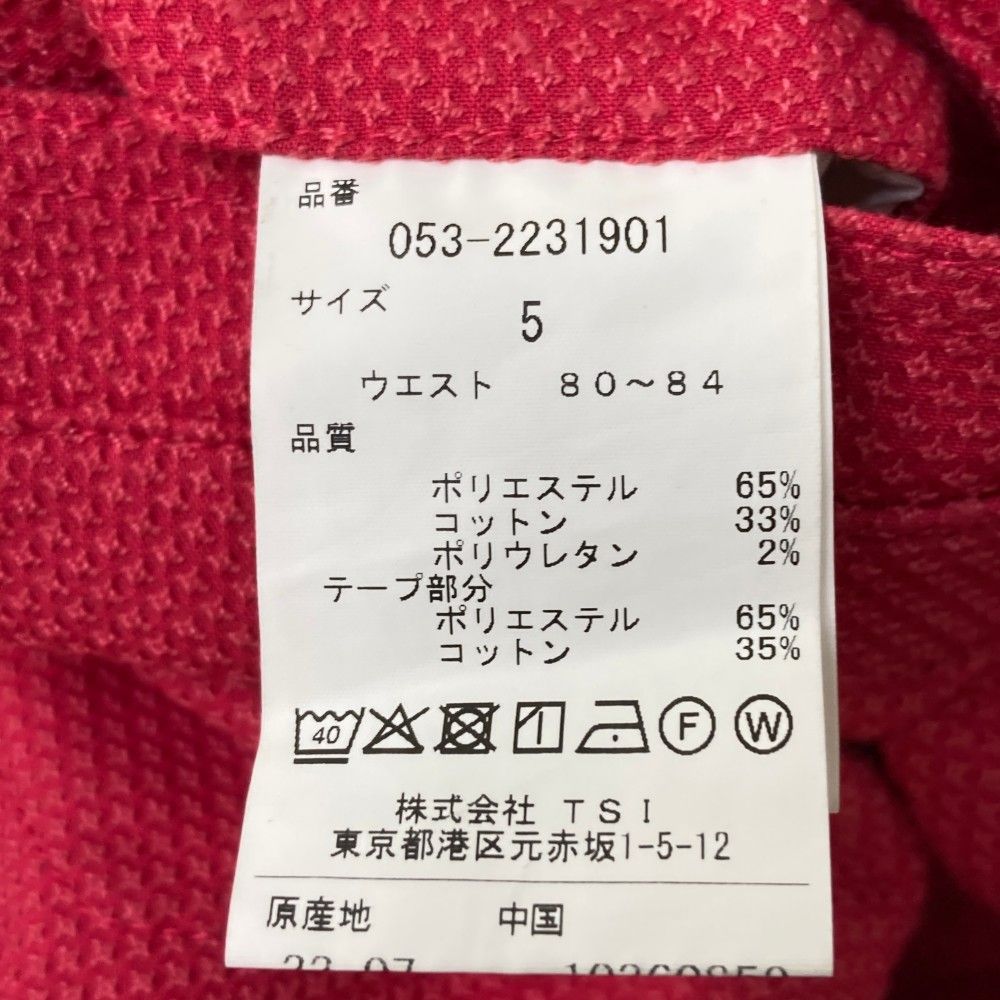 品番
053-2231901
サイズ
5
ウエスト 80~84
品質
ポリエステル 65%
コットン 33%
ポリウレタン 2%
テープ部分
ポリエステル 65%
コットン 35%
40 F W
株式会社 TSI
東京都港区元赤坂1-5-12
原産地 中国